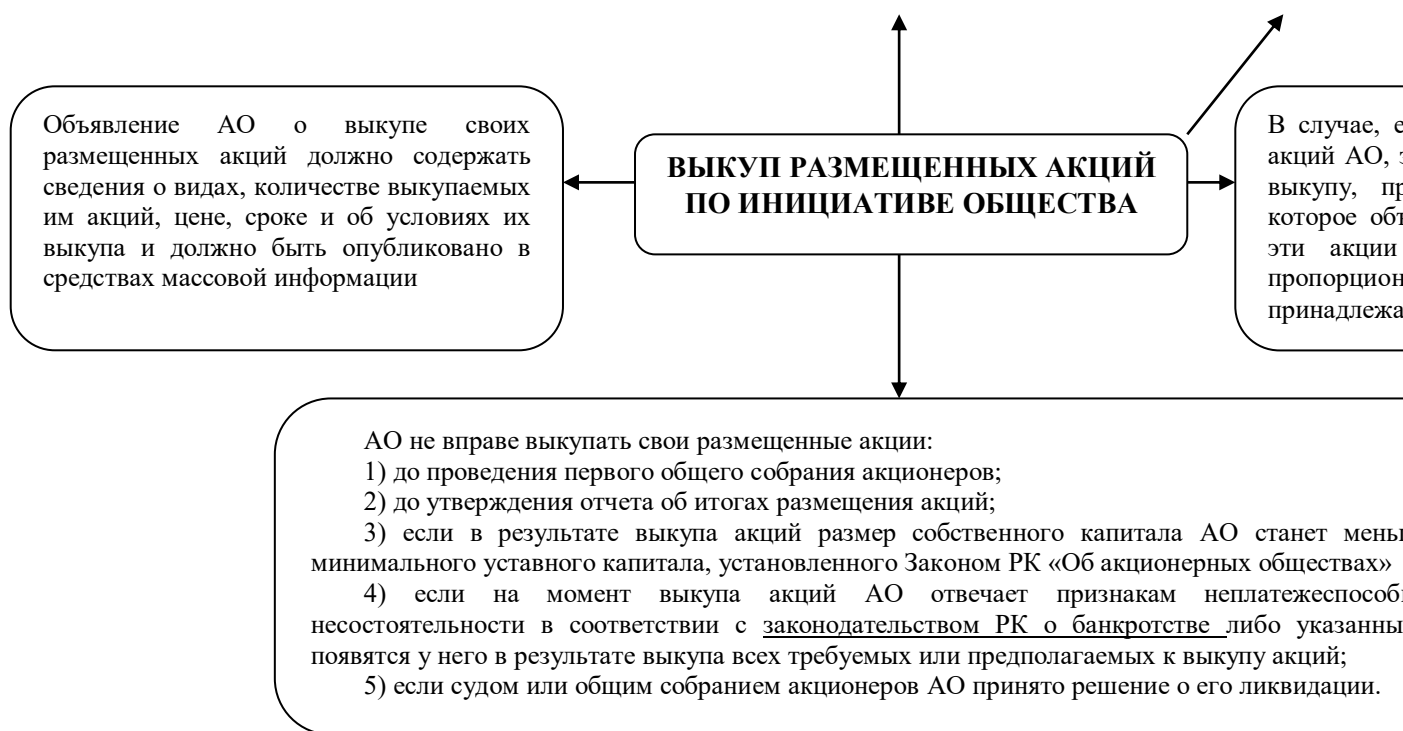 Объявление АО о выкупе своих
размещенных акций должно содержать
сведения о видах, количестве выкупаемых
им акций, цене, сроке и об условиях их
выкупа и должно быть опубликовано в
средствах массовой информации
ВЫКУП РАЗМЕЩЕННЫХ АКЦИЙ
ПО ИНИЦИАТИВЕ ОБЩЕСТВА
В случае,
акций АО,
выкупу,
которое
эти акции
АО не вправе выкупать свои размещенные акции:
1) до проведения первого общего собрания акционеров;
2) до утверждения отчета об итогах размещения акций;
3) если в результате выкупа акций размер собственного капитала АО станет
минимального уставного капитала, установленного Законом РК «Об акционерных обществах»
4) если на момент выкупа акций АО отвечает признакам
несостоятельности в соответствии с законодательством РК о банкротстве либо
появятся у него в результате выкупа всех требуемых или предполагаемых к выкупу акций;
5) если судом или общим собранием акционеров АО принято решение о его ликвидации.